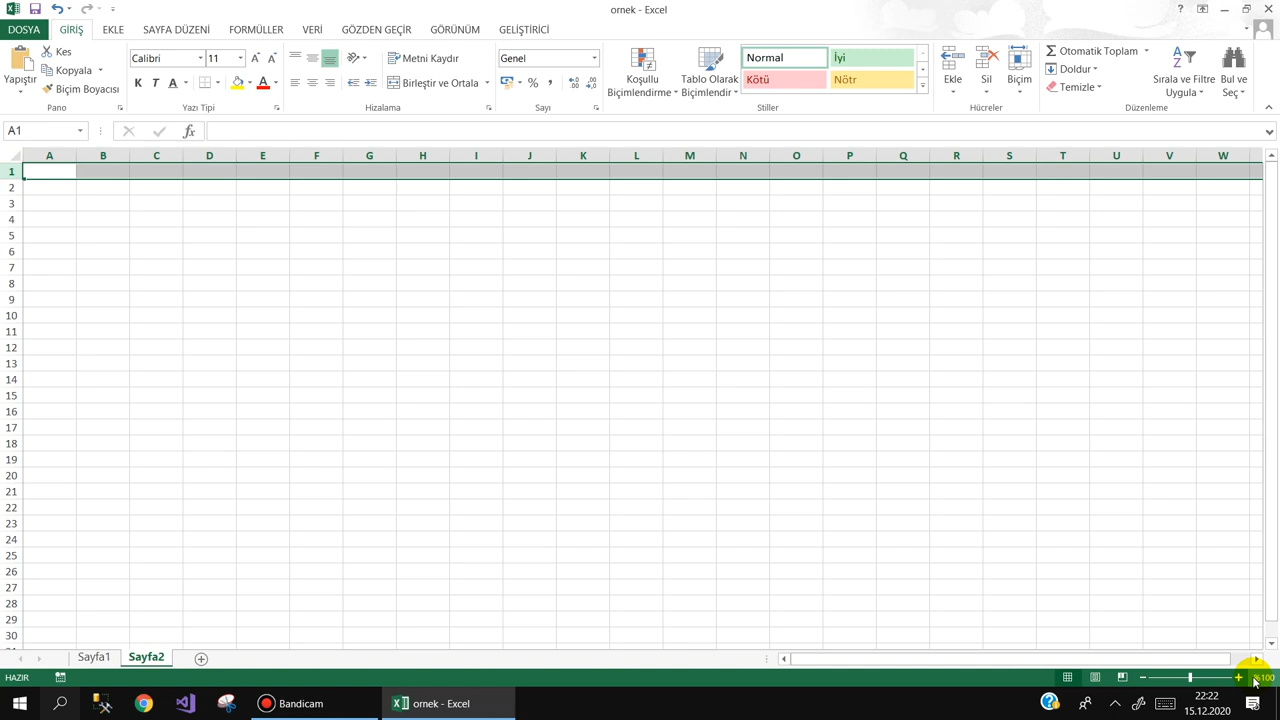 ornek - Excel
DOSYA GİRİŞ EKLE SAYFA DÜZENİ FORMÜLLER VERİ GÖZDEN GEÇİR GÖRÜNÜM GELİŞTİRİCİ
Yapıştır
Kes
Kopyala
Biçim Boyacısı
Pano
Calibri 11
K T A
A
Yazı Tipi
Metni Kaydır
Birleştir ve Ortala
Hizalama
Genel
%
Sayı
Koşullu
Biçimlendirme
Tablo Olarak
Biçimlendir
Normal İyi
Kötü Nötr
Stiller
Ekle
Sil
Biçim
Hücreler
Otomatik Toplam
Doldur
Temizle
Sırala ve Filtre
Uygula
Bul ve
Seç
Düzenleme
A1
fx
A B C D E F G H I J K L M N O P Q R S T U V W
1
2
3
4
5
6
7
8
9
10
11
12
13
14
15
16
17
18
19
20
21
22
23
24
25
26
27
28
29
30
Sayfa1 Sayfa2
HAZIR
%100
Bandicam
ornek - Excel
22:22
15.12.2020